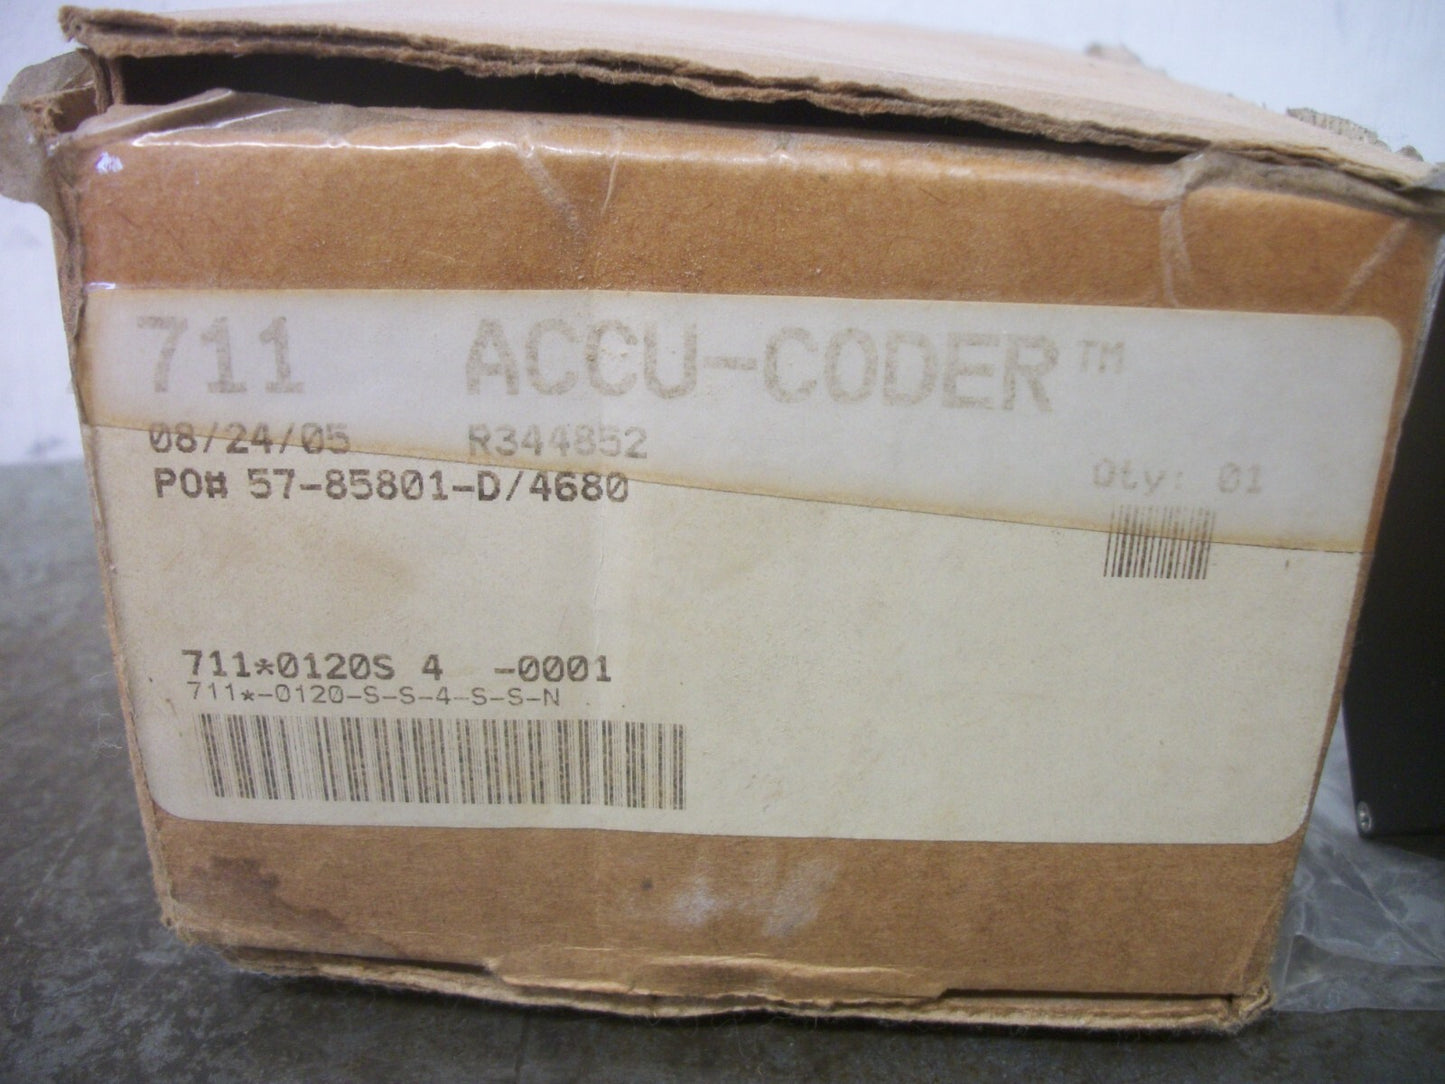 711 ACCU-CODER™
08/24/05 R344852
PO# 57-85801-D/4680
Qty: 01
711*0120S 4 -0001
711*-0120-S-S-4-S-S-N